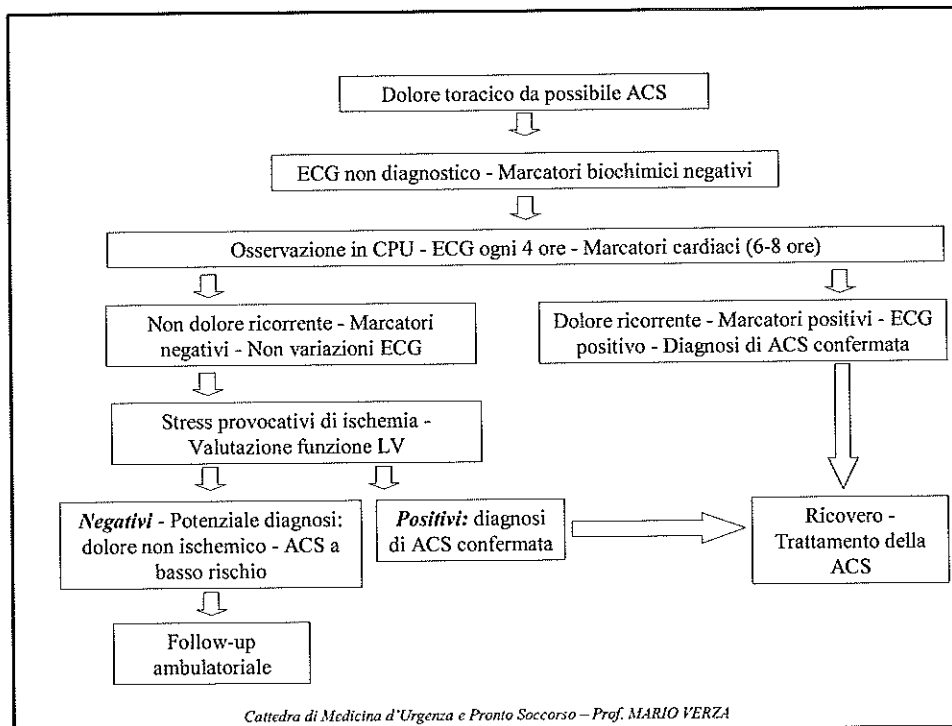 Dolore toracico da possibile ACS
ECG non diagnostico - Marcatori biochimici negativi
Osservazione in CPU - ECG ogni 4 ore - Marcatori cardiaci (6-8 ore)
Non dolore ricorrente - Marcatori
negativi - Non variazioni ECG
Dolore ricorrente - Marcatori positivi - ECG
positivo - Diagnosi di ACS confermata
Stress provocativi di ischemia -
Valutazione funzione LV
Negativi - Potenziale diagnosi:
dolore non ischemico - ACS a
basso rischio
Positivi: diagnosi
di ACS confermata
Ricovero -
Trattamento della
ACS
Follow-up
ambulatoriale
Cattedra di Medicina d'Urgenza e Pronto Soccorso – Prof. MARIO VERZA